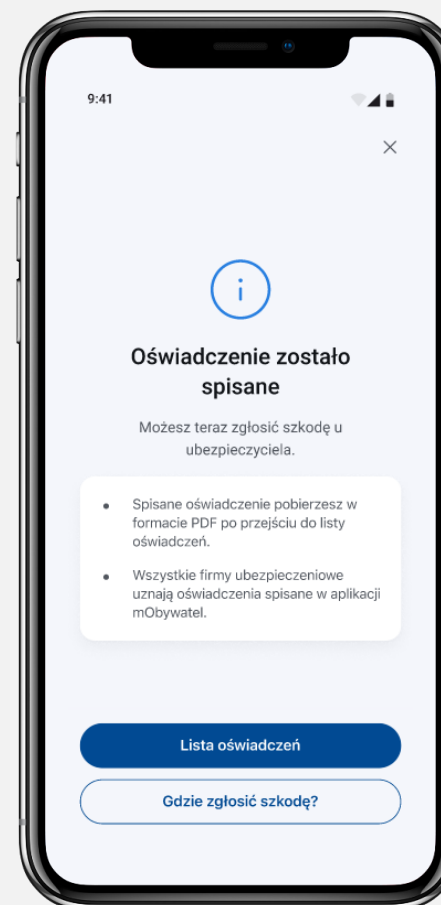 9:41
Oświadczenie zostało
spisane
Możesz teraz zgłosić szkodę u
ubezpieczyciela.
• Spisane oświadczenie pobierzesz w
formacie PDF po przejściu do listy
oświadczeń.
• Wszystkie firmy ubezpieczeniowe
uznają oświadczenia spisane w aplikacji
mObywatel.
Lista oświadczeń
Gdzie zgłosić szkodę?